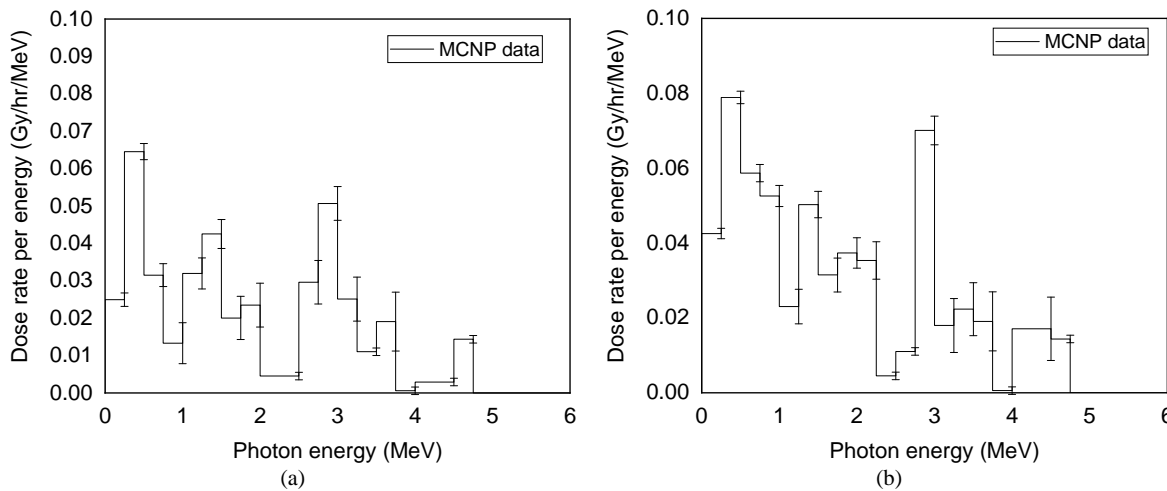 0.10
0.09
0.08
0.07
0.06
0.05
0.04
0.03
0.02
0.01
0.00
Dose rate per energy (Gy/hr/MeV)
MCNP data
0 1 2 3 4 5 6
Photon energy (MeV)
(a)
0.10
0.08
0.06
0.04
0.02
0.00
Dose rate per energy (Gy/hr/MeV)
MCNP data
0 1 2 3 4 5 6
Photon energy (MeV)
(b)